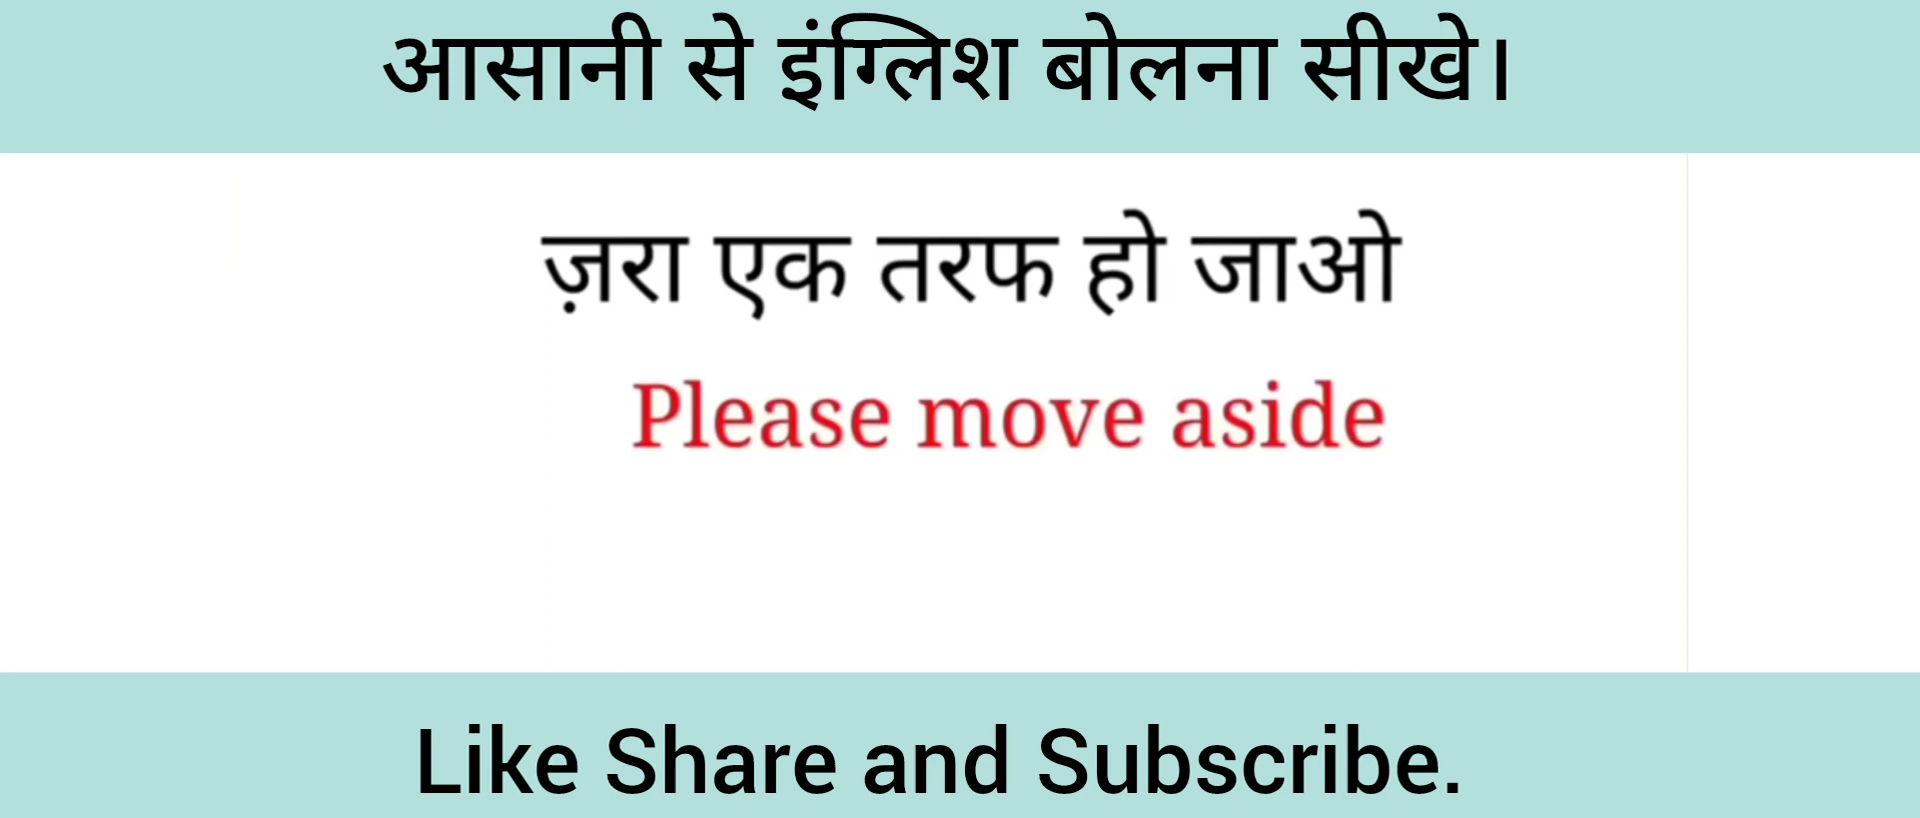 आसानी से इंग्लिश बोलना सीखे।
ज़रा एक तरफ हो जाओ
Please move aside
Like Share and Subscribe.